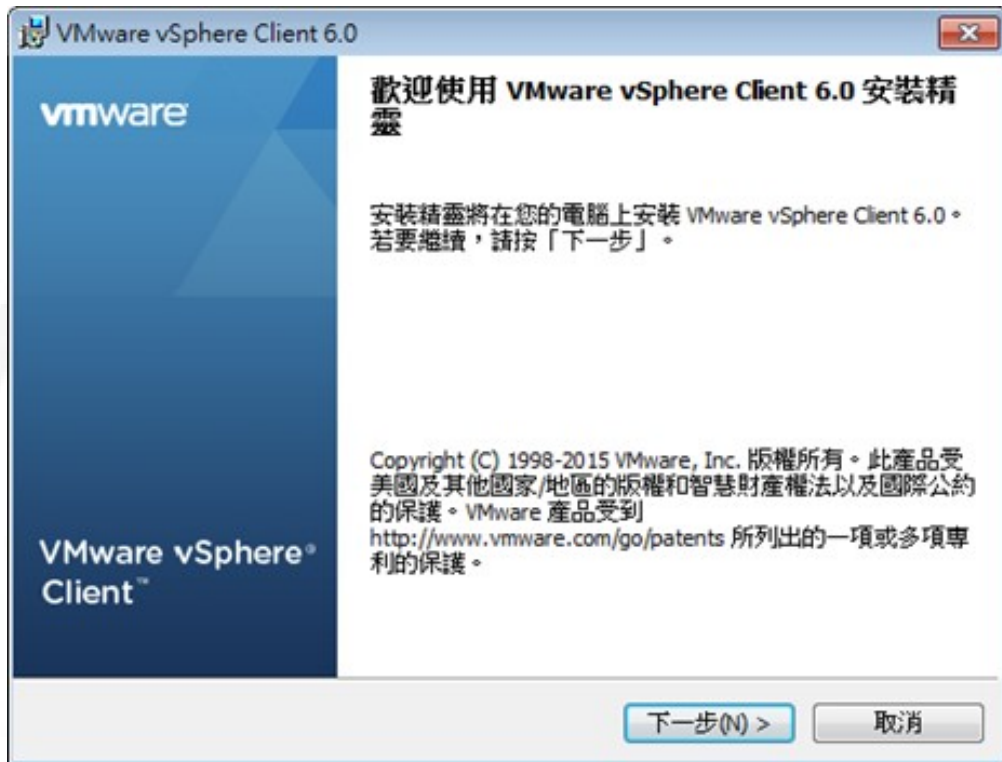 VMware vSphere Client 6.0
vmware
歡迎使用 VMware vSphere Client 6.0 安裝精
靈
安裝精靈將在您的電腦上安裝 VMware vSphere Client 6.0。
若要繼續，請按「下一步」。
Copyright (C) 1998-2015 VMware, Inc. 版權所有。此產品受
美國及其他國家/地區的版權和智慧財產權法以及國際公約
的保護。VMware 產品受到
http://www.vmware.com/go/patents 所列出的一項或多項專
利的保護。
VMware vSphere®
Client™
下一步(N) >
取消